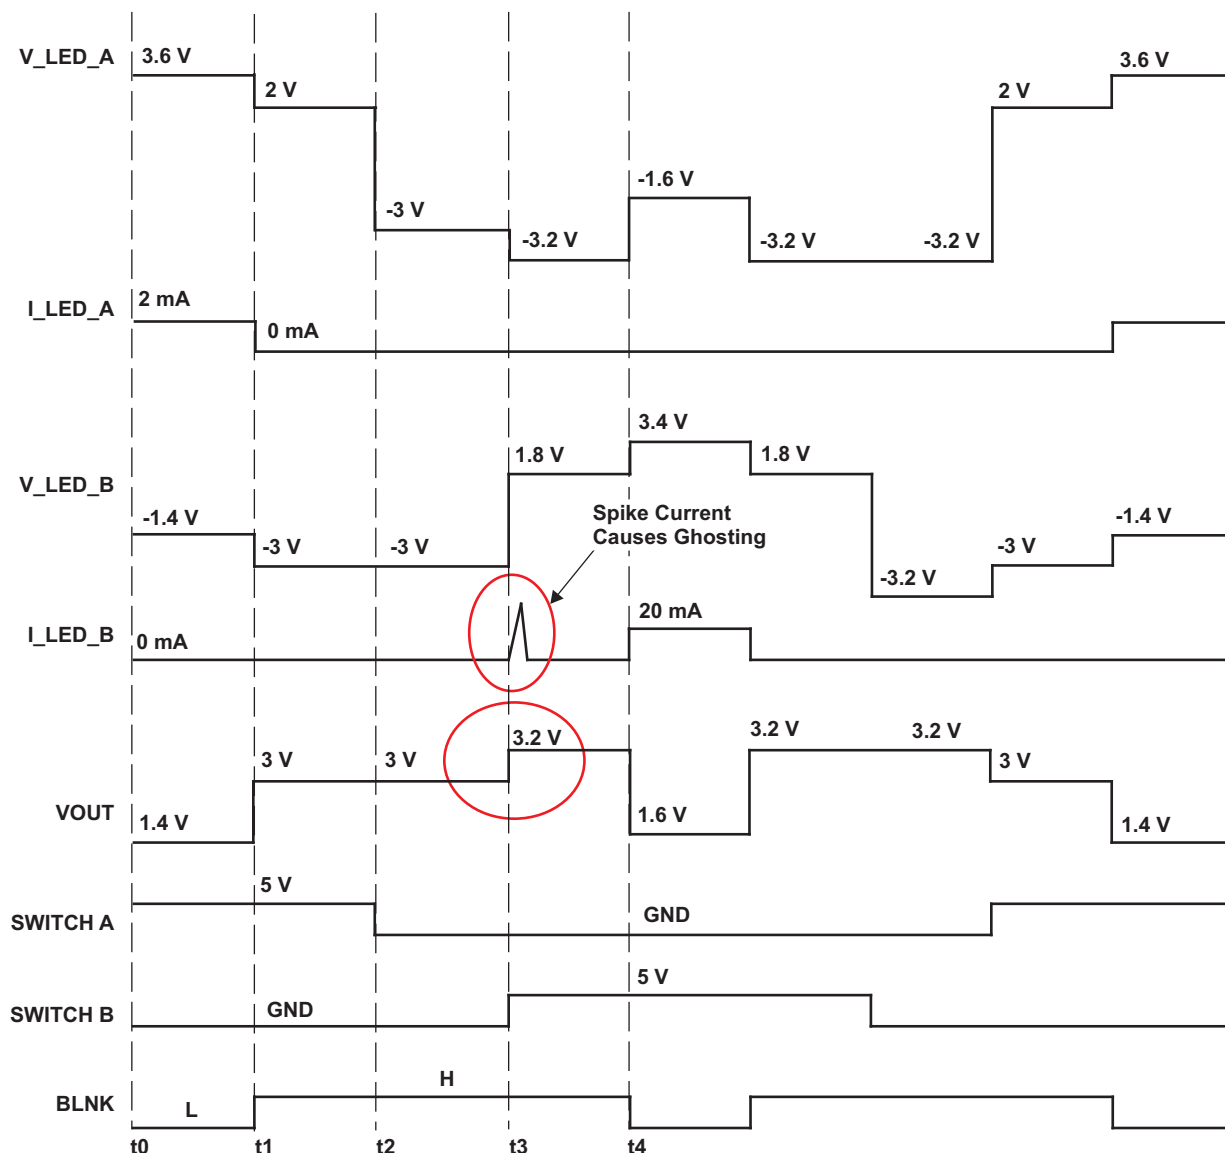 V_LED_A
3.6 V
2 V
-3 V
-3.2 V
-1.6 V
-3.2 V
-3.2 V
2 V
3.6 V
I_LED_A
2 mA
0 mA
V_LED_B
-1.4 V
-3 V
-3 V
1.8 V
3.4 V
1.8 V
-3.2 V
-3 V
-1.4 V
Spike Current
Causes Ghosting
I_LED_B
0 mA
20 mA
VOUT
1.4 V
3 V
3 V
3.2 V
1.6 V
3.2 V
3.2 V
3 V
1.4 V
SWITCH A
5 V
GND
SWITCH B
GND
5 V
BLNK
L
H
t0
t1
t2
t3
t4